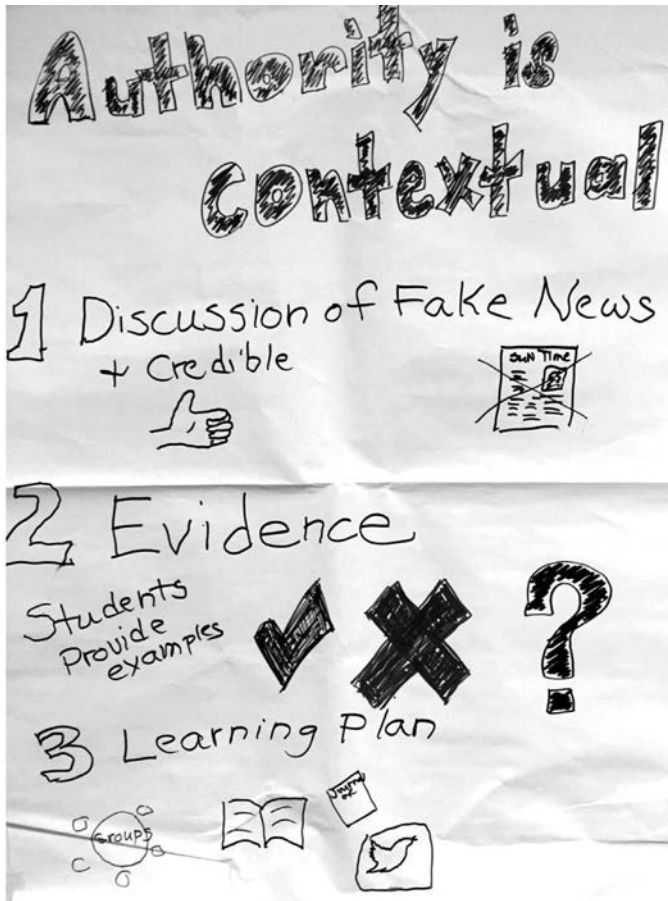 Authority is
contextual
1 Discussion of Fake News
+ Credible
SUN TIME
2 Evidence
Students
Provide
examples
3 Learning Plan
Groups